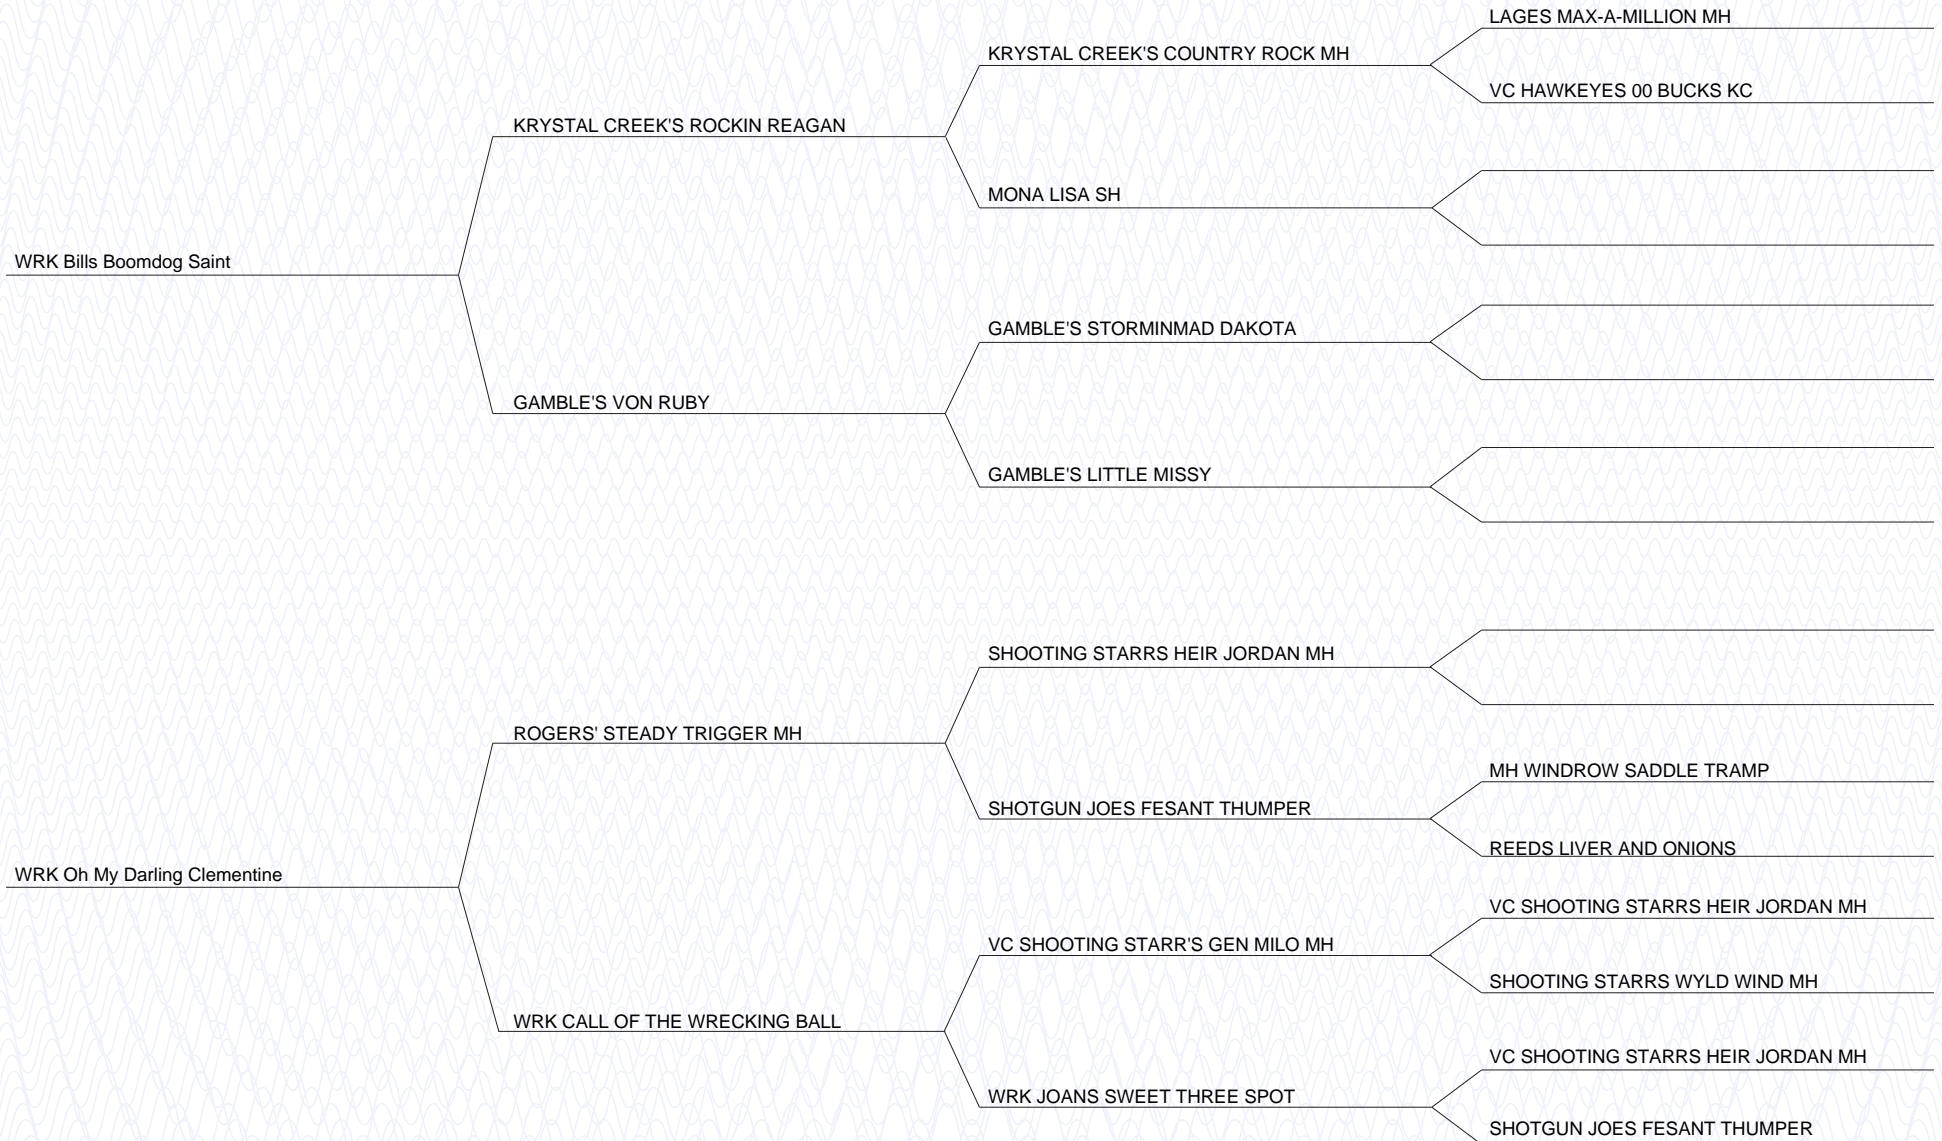 LAGES MAX-A-MILLION MH
KRYSTAL CREEK'S COUNTRY ROCK MH
VC HAWKEYES 00 BUCKS KC
KRYSTAL CREEK'S ROCKIN REAGAN
MONA LISA SH
WRK Bills Boomdog Saint
GAMBLE'S STORMINMAD DAKOTA
GAMBLE'S VON RUBY
GAMBLE'S LITTLE MISSY
SHOOTING STARRS HEIR JORDAN MH
ROGERS' STEADY TRIGGER MH
MH WINDROW SADDLE TRAMP
SHOTGUN JOES FESANT THUMPER
REEDS LIVER AND ONIONS
WRK Oh My Darling Clementine
VC SHOOTING STARRS HEIR JORDAN MH
VC SHOOTING STARR'S GEN MILO MH
SHOOTING STARRS WYLD WIND MH
WRK CALL OF THE WRECKING BALL
VC SHOOTING STARRS HEIR JORDAN MH
WRK JOANS SWEET THREE SPOT
SHOTGUN JOES FESANT THUMPER